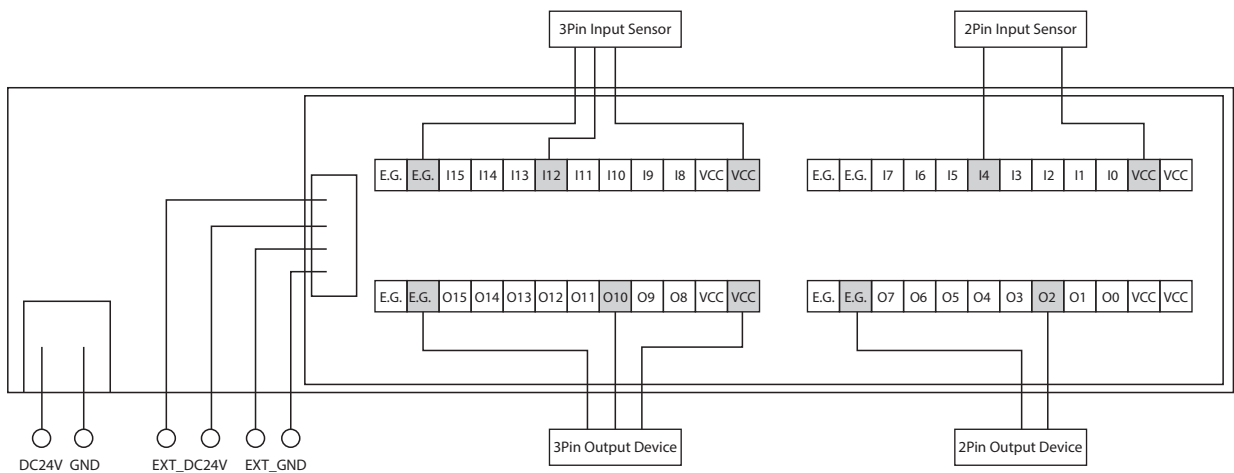 3Pin Input Sensor 2Pin Input Sensor
E.G. E.G. I15 I14 I13 I12 I11 I10 I9 I8 VCC VCC E.G. E.G. I7 I6 I5 I4 I3 I2 I1 I0 VCC VCC
E.G. E.G. O15 O14 O13 O12 O11 O10 O9 O8 VCC VCC E.G. E.G. O7 O6 O5 O4 O3 O2 O1 O0 VCC VCC
3Pin Output Device 2Pin Output Device
DC24V GND EXT_DC24V EXT_GND